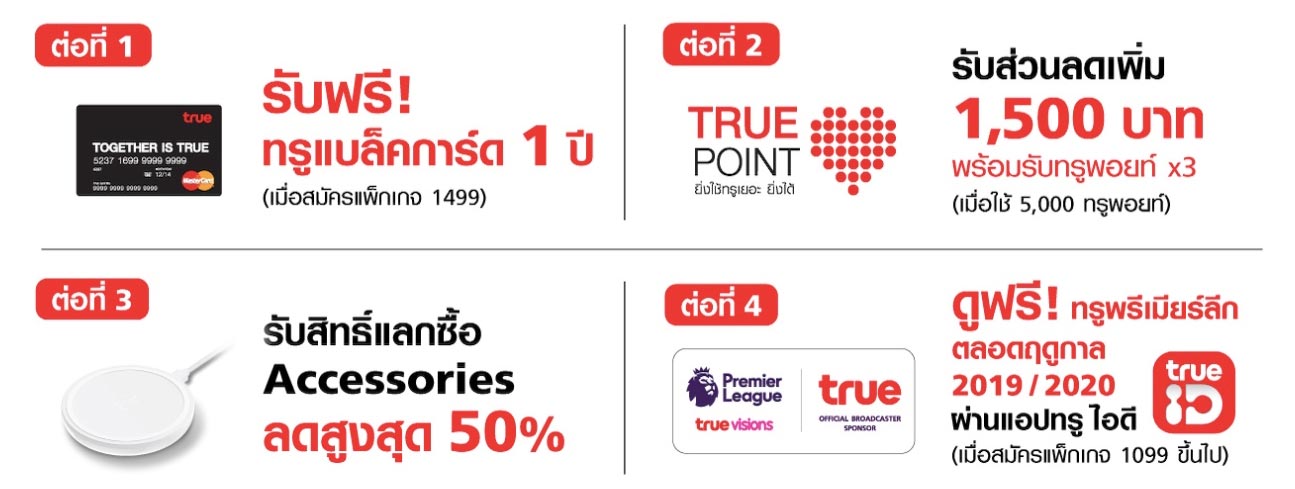 ต่อที่ 1
true
TOGETHER IS TRUE
5237 1699 9999 9999
12/14
9999 9999 9999 9999
MasterCard
รับฟรี!
ทรูแบล็คการ์ด 1 ปี
(เมื่อสมัครแพ็กเกจ 1499)
ต่อที่ 2
TRUE
POINT
ยิ่งใช้ทรูเยอะ ยิ่งได้
รับส่วนลดเพิ่ม
1,500 บาท
พร้อมรับทรูพอยท์ x3
(เมื่อใช้ 5,000 ทรูพอยท์)
ต่อที่ 3
รับสิทธิ์แลกซื้อ
Accessories
ลดสูงสุด 50%
ต่อที่ 4
Premier
League
true visions
true
OFFICIAL BROADCASTER
SPONSOR
ดูฟรี! ทรูพรีเมียร์ลีก
ตลอดฤดูกาล
2019 / 2020
ผ่านแอปทรู ไอดี
(เมื่อสมัครแพ็กเกจ 1099 ขึ้นไป)
true
iD